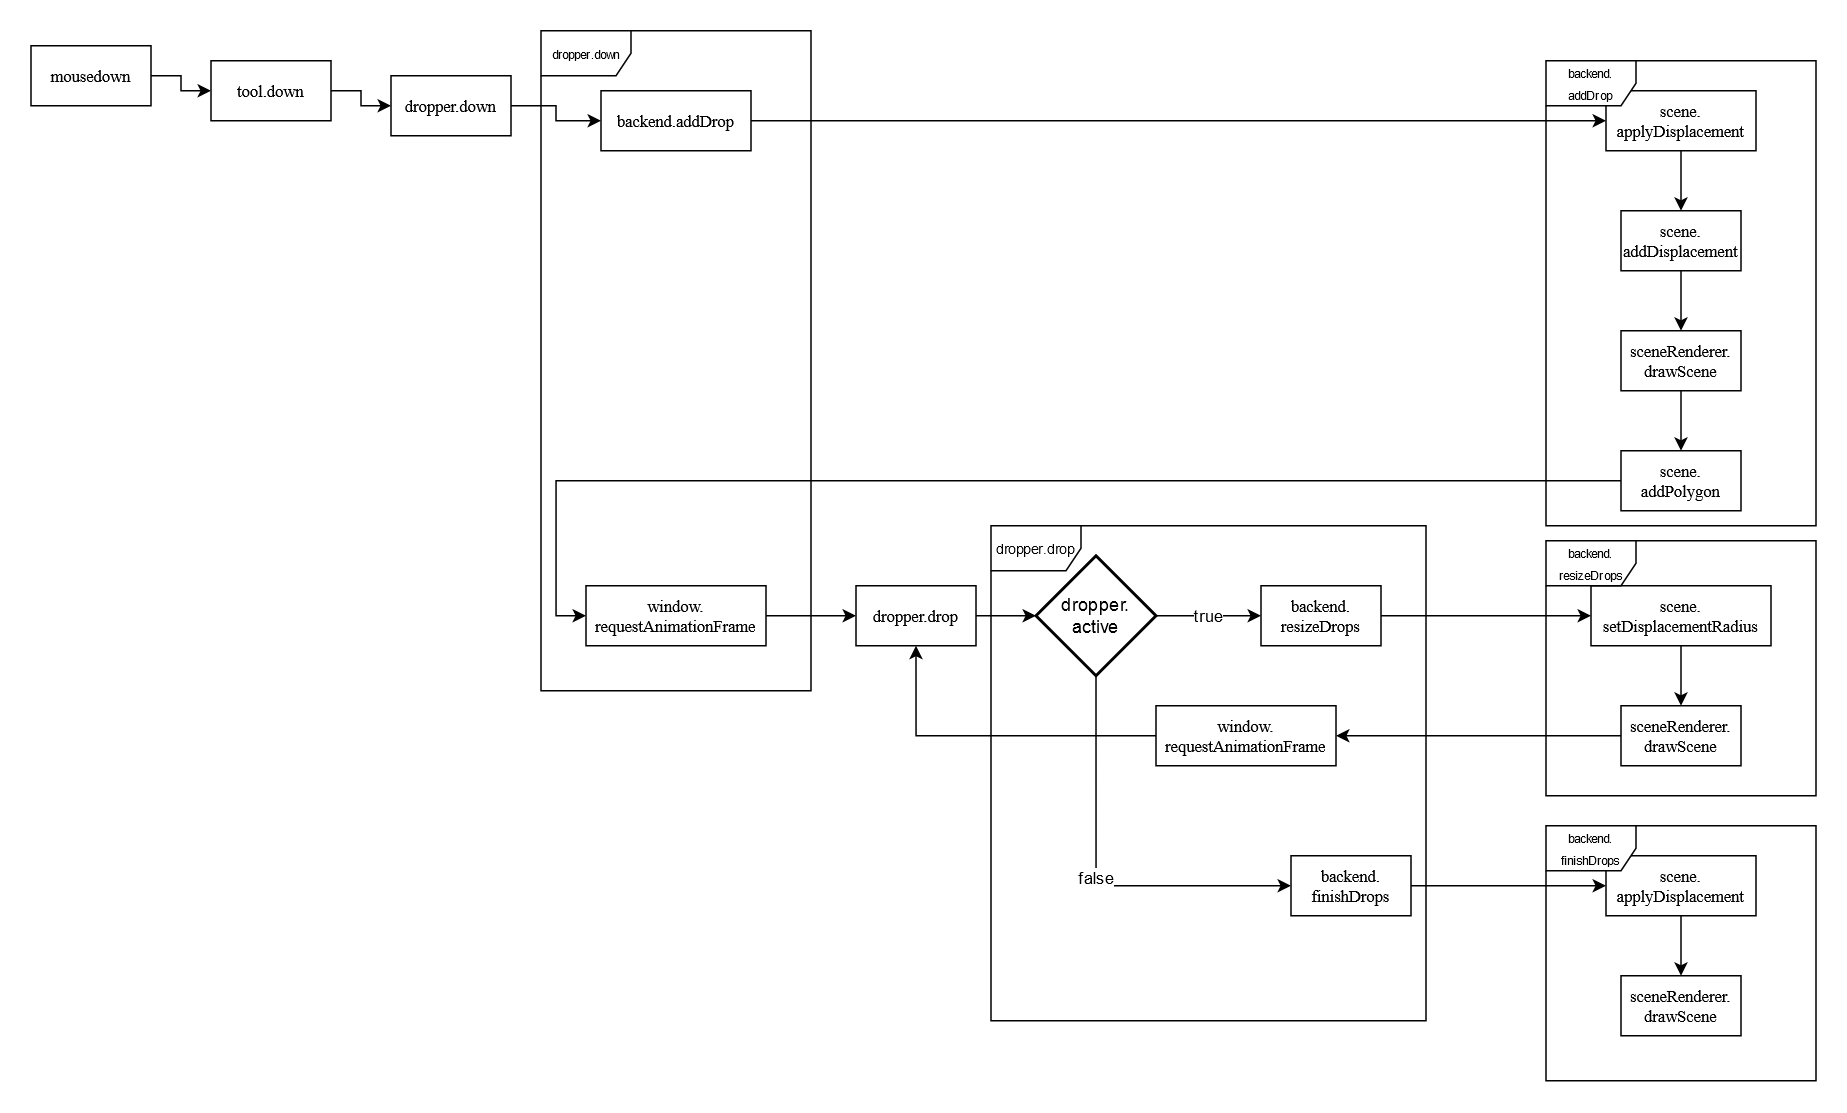 mousedown
tool.down
dropper.down
dropper.down
backend.addDrop
backend.
addDrop
scene.
applyDisplacement
scene.
addDisplacement
sceneRenderer.
drawScene
scene.
addPolygon
window.
requestAnimationFrame
dropper.drop
dropper.drop
dropper.
active
true
backend.
resizeDrops
backend.
resizeDrops
scene.
setDisplacementRadius
sceneRenderer.
drawScene
window.
requestAnimationFrame
false
backend.
finishDrops
backend.
finishDrops
scene.
applyDisplacement
sceneRenderer.
drawScene